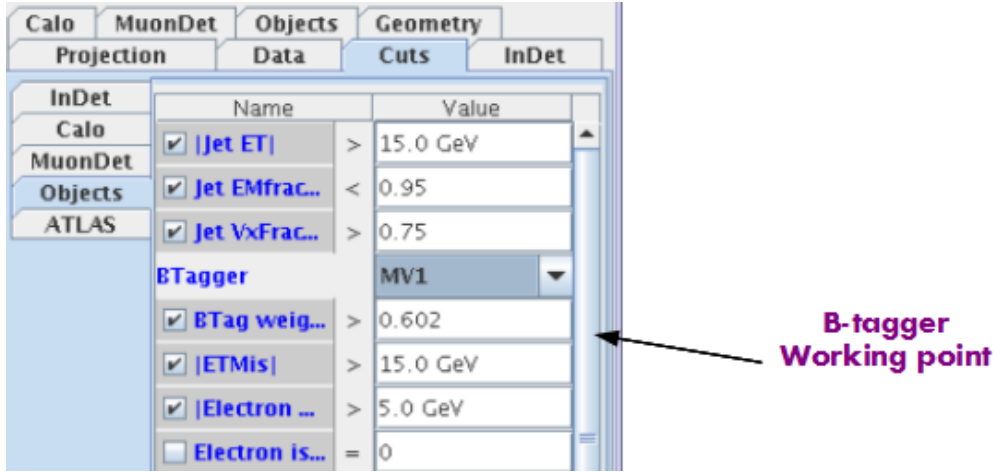 Calo MuonDet Objects Geometry
Projection Data Cuts InDet
InDet
Calo
MuonDet
Objects
ATLAS
Name Value
|Jet ET| > 15.0 GeV
Jet EMfrac... < 0.95
Jet VxFrac... > 0.75
BTagger MV1
BTag weig... > 0.602
|ETMis| > 15.0 GeV
|Electron ... > 5.0 GeV
Electron is... = 0
B-tagger
Working point